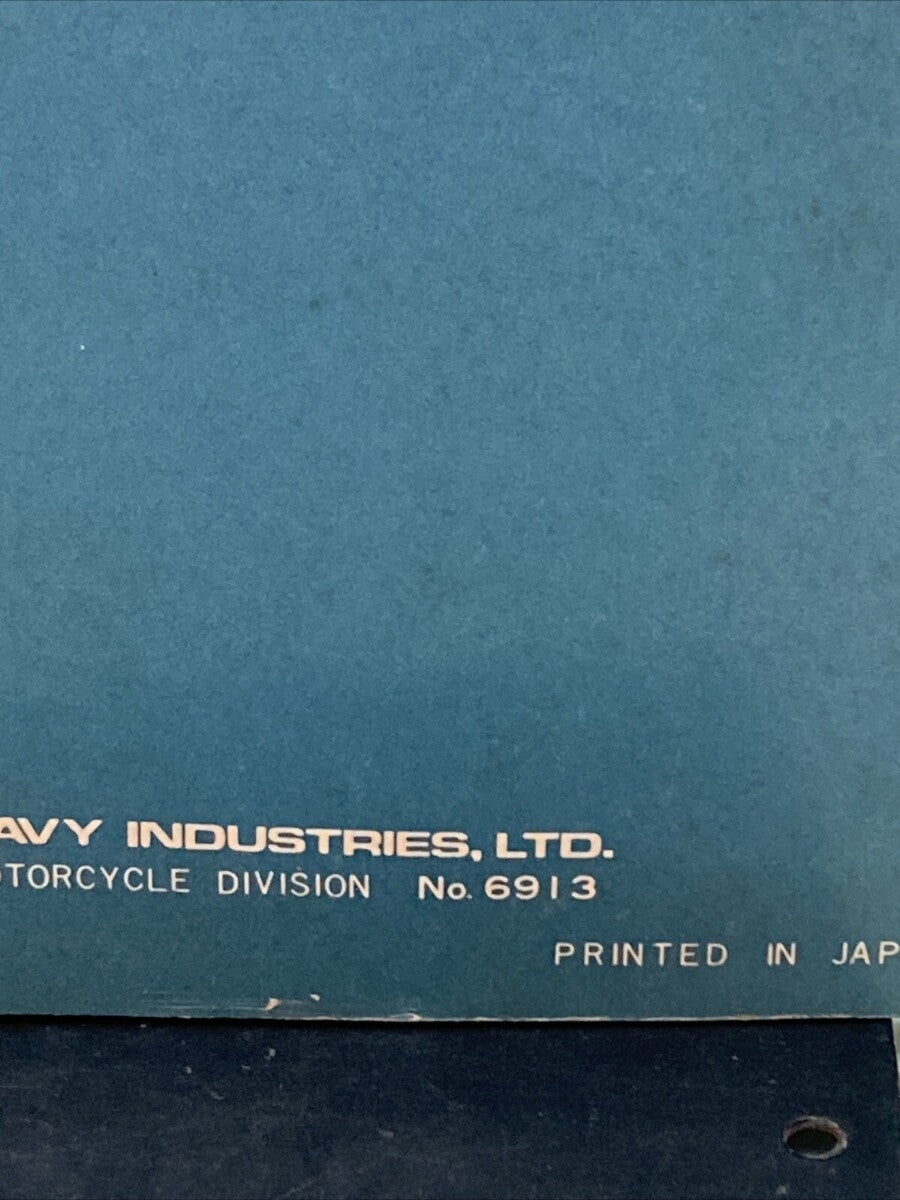 AVY INDUSTRIES, LTD.
OTORCYCLE DIVISION No. 6913
PRINTED IN JAP